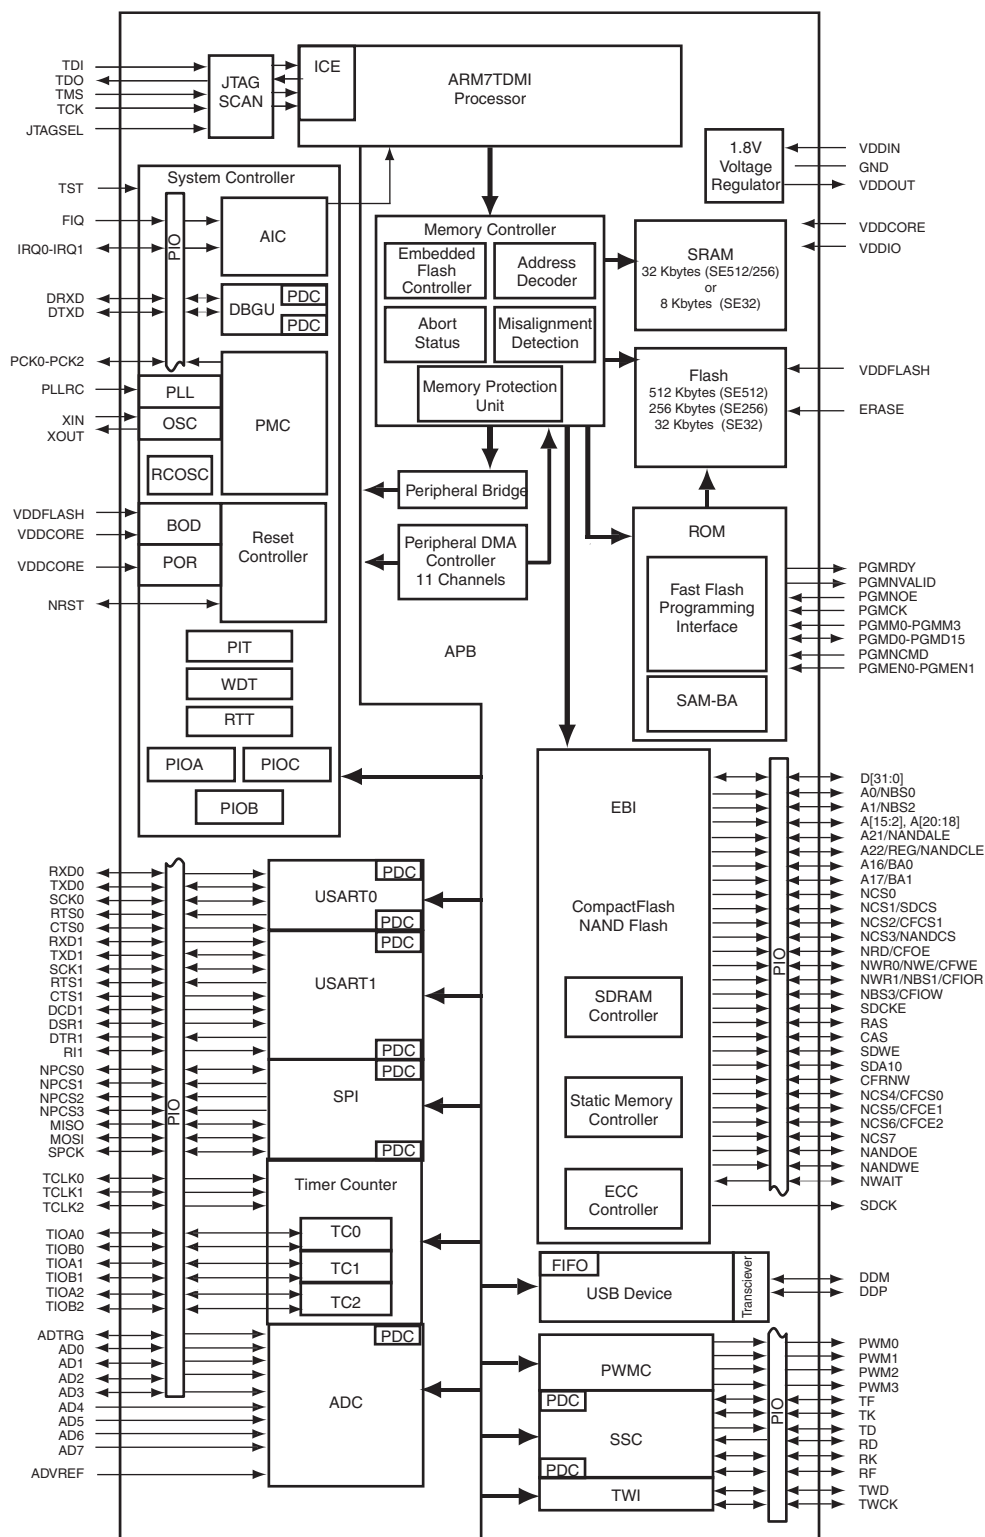 TDI
TDO
TMS
TCK
JTAGSEL
JTAG
SCAN
ICE
ARM7TDMI
Processor
1.8V
Voltage
Regulator
VDDIN
GND
VDDOUT
VDDCORE
VDDIO
System Controller
TST
FIQ
IRQ0-IRQ1
PIO
AIC
DRXD
DTXD
DBGU
PDC
PDC
PCK0-PCK2
PLLRC
PLL
XIN
XOUT
OSC
PMC
RCOSC
VDDFLASH
VDDCORE
BOD
VDDCORE
POR
Reset
Controller
NRST
PIT
WDT
RTT
PIOA
PIOC
PIOB
Memory Controller
Embedded
Flash
Controller
Address
Decoder
Abort
Status
Misalignment
Detection
Memory Protection
Unit
SRAM
32 Kbytes (SE512/256)
or
8 Kbytes (SE32)
Flash
512 Kbytes (SE512)
256 Kbytes (SE256)
32 Kbytes (SE32)
VDDFLASH
ERASE
Peripheral Bridge
Peripheral DMA
Controller
11 Channels
APB
ROM
Fast Flash
Programming
Interface
SAM-BA
PGMRDY
PGMNVALID
PGMNOE
PGMCK
PGMM0-PGMM3
PGMD0-PGMD15
PGMNCMD
PGMEN0-PGMEN1
EBI
CompactFlash
NAND Flash
SDRAM
Controller
Static Memory
Controller
ECC
Controller
PIO
D[31:0]
A0/NBS0
A1/NBS2
A[15:2], A[20:18]
A21/NANDALE
A22/REG/NANDCLE
A16/BA0
A17/BA1
NCS0
NCS1/SDCS
NCS2/CFCS1
NCS3/NANDCS
NRD/CFOE
NWR0/NWE/CFWE
NWR1/NBS1/CFIOR
NBS3/CFIOW
SDCKE
RAS
CAS
SDWE
SDA10
CFRNW
NCS4/CFCS0
NCS5/CFCE1
NCS6/CFCE2
NCS7
NANDOE
NANDWE
NWAIT
SDCK
RXD0
TXD0
SCK0
RTS0
CTS0
RXD1
TXD1
SCK1
RTS1
CTS1
DCD1
DSR1
DTR1
RI1
NPCS0
NPCS1
NPCS2
NPCS3
MISO
MOSI
SPCK
TCLK0
TCLK1
TCLK2
TIOA0
TIOB0
TIOA1
TIOB1
TIOA2
TIOB2
ADTRG
AD0
AD1
AD2
AD3
AD4
AD5
AD6
AD7
ADVREF
PIO
PDC
USART0
PDC
PDC
USART1
PDC
PDC
SPI
PDC
Timer Counter
TC0
TC1
TC2
PDC
ADC
FIFO
USB Device
Transciever
DDM
DDP
PWMC
PDC
SSC
PDC
TWI
PIO
PWM0
PWM1
PWM2
PWM3
TF
TK
TD
RD
RK
RF
TWD
TWCK